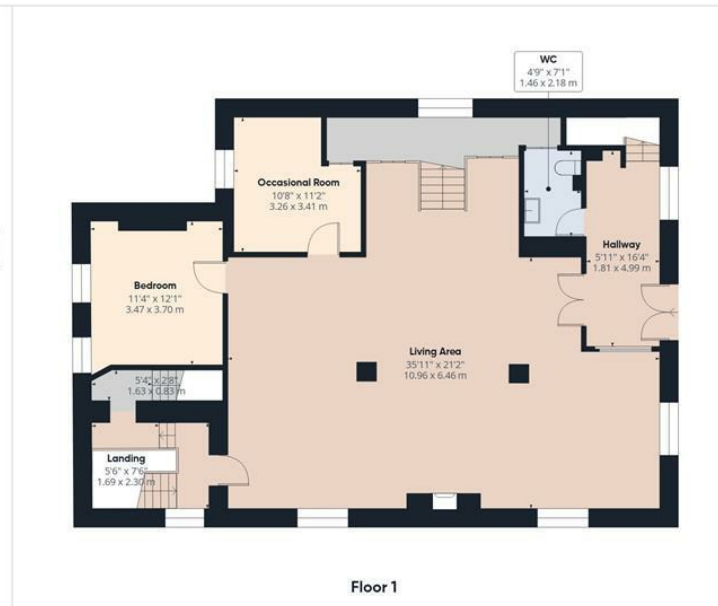 WC
4'9" x 7'1"
1.46 x 2.18 m
Occasional Room
10'8" x 11'2"
3.26 x 3.41 m
Hallway
5'11" x 16'4"
1.81 x 4.99 m
Bedroom
11'4" x 12'1"
3.47 x 3.70 m
Living Area
35'11" x 21'2"
10.96 x 6.46 m
5'4" x 2'8"
1.63 x 0.83 m
Landing
5'6" x 7'6"
1.69 x 2.30 m
Floor 1